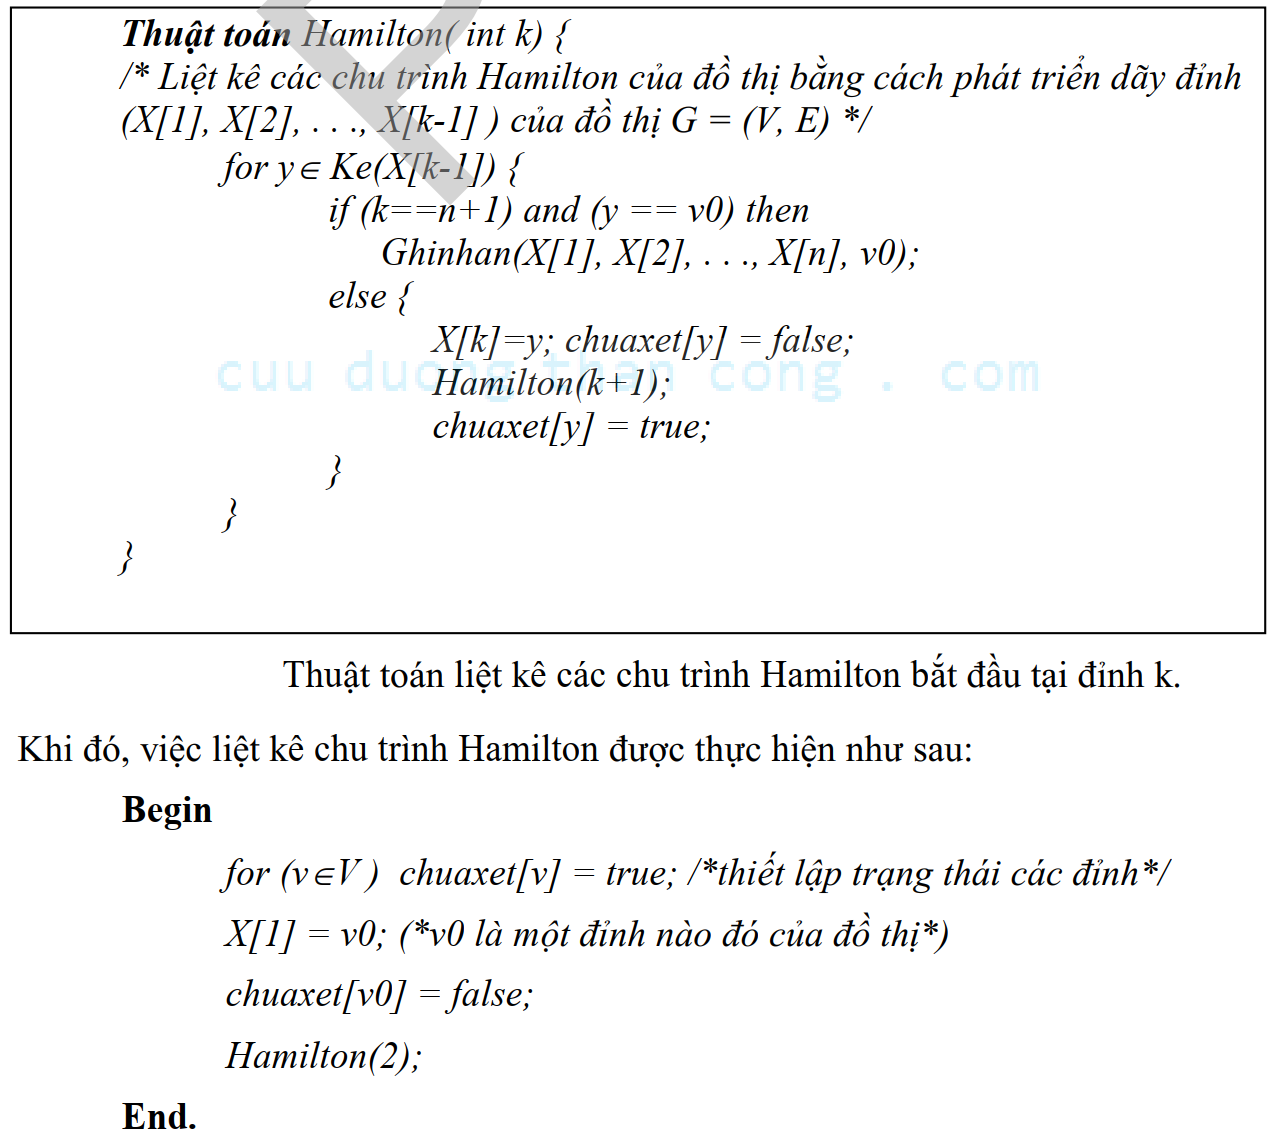 Thuật toán Hamilton( int k) {
/* Liệt kê các chu trình Hamilton của đồ thị bằng cách phát triển dãy đỉnh
(X[1], X[2], . . ., X[k-1] ) của đồ thị G = (V, E) */
for y∈ Ke(X[k-1]) {
if (k==n+1) and (y == v0) then
Ghinhan(X[1], X[2], . . ., X[n], v0);
else {
X[k]=y; chuaxet[y] = false;
cuu duong than cong . com
Hamilton(k+1);
chuaxet[y] = true;
}
}
}
Thuật toán liệt kê các chu trình Hamilton bắt đầu tại đỉnh k.
Khi đó, việc liệt kê chu trình Hamilton được thực hiện như sau:
Begin
for (v∈V ) chuaxet[v] = true; /*thiết lập trạng thái các đỉnh*/
X[1] = v0; (*v0 là một đỉnh nào đó của đồ thị*)
chuaxet[v0] = false;
Hamilton(2);
End.